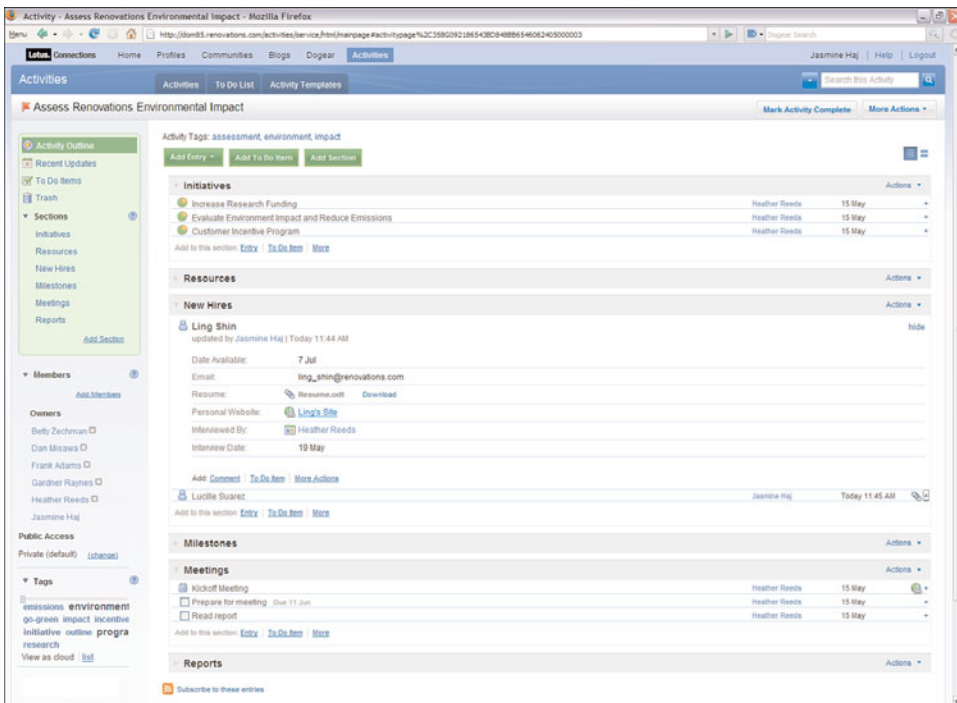 Activity - Assess Renovations Environmental Impact - Mozilla Firefox
Menu
Dogear Search
Lotus. Connections Home Profiles Communities Blogs Dogear Activities Jasmine Haj Help Logout
Activities Activities To Do List Activity Templates Search this Activity
Assess Renovations Environmental Impact Mark Activity Complete More Actions
Activity Outline
Recent Updates
To Do Items
Trash
Sections
Initiatives
Resources
New Hires
Milestones
Meetings
Reports
Add Section
Members
Add Members
Owners
Betty Zechman
Dan Misawa
Frank Adams
Gardner Raynes
Heather Reeds
Jasmine Haj
Public Access
Private (default) (change)
Tags
emissions environment
go-green impact incentive
initiative outline progra
research
View as cloud | list
Activity Tags: assessment, environment, impact
Add Entry Add To Do Item Add Section
Initiatives Actions
Increase Research Funding Heather Reeds 15 May
Evaluate Environment Impact and Reduce Emissions Heather Reeds 15 May
Customer Incentive Program Heather Reeds 15 May
Add to this section: Entry | To Do Item | More
Resources Actions
New Hires Actions
Ling Shin hide
updated by Jasmine Haj | Today 11:44 AM
Date Available: 7 Jul
Email: ling_shin@renovations.com
Resume: Resume.odt Download
Personal Website: Ling's Site
Interviewed By: Heather Reeds
Interview Date: 19 May
Add: Comment | To Do Item | More Actions
Lucille Suarez Jasmine Haj Today 11:45 AM
Add to this section: Entry | To Do Item | More
Milestones Actions
Meetings Actions
Kickoff Meeting Heather Reeds 15 May
Prepare for meeting Due 11 Jun Heather Reeds 15 May
Read report Heather Reeds 15 May
Add to this section: Entry | To Do Item | More
Reports Actions
Subscribe to these entries